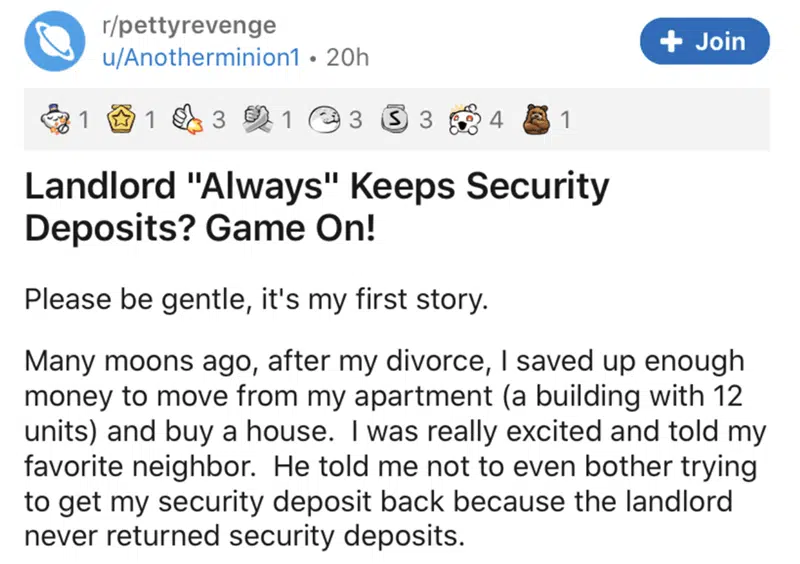 r/pettyrevenge
u/Anotherminion1 • 20h
+ Join
1 1 3 1 3 S 3 4 1
Landlord "Always" Keeps Security
Deposits? Game On!
Please be gentle, it's my first story.
Many moons ago, after my divorce, I saved up enough
money to move from my apartment (a building with 12
units) and buy a house.  I was really excited and told my
favorite neighbor.  He told me not to even bother trying
to get my security deposit back because the landlord
never returned security deposits.